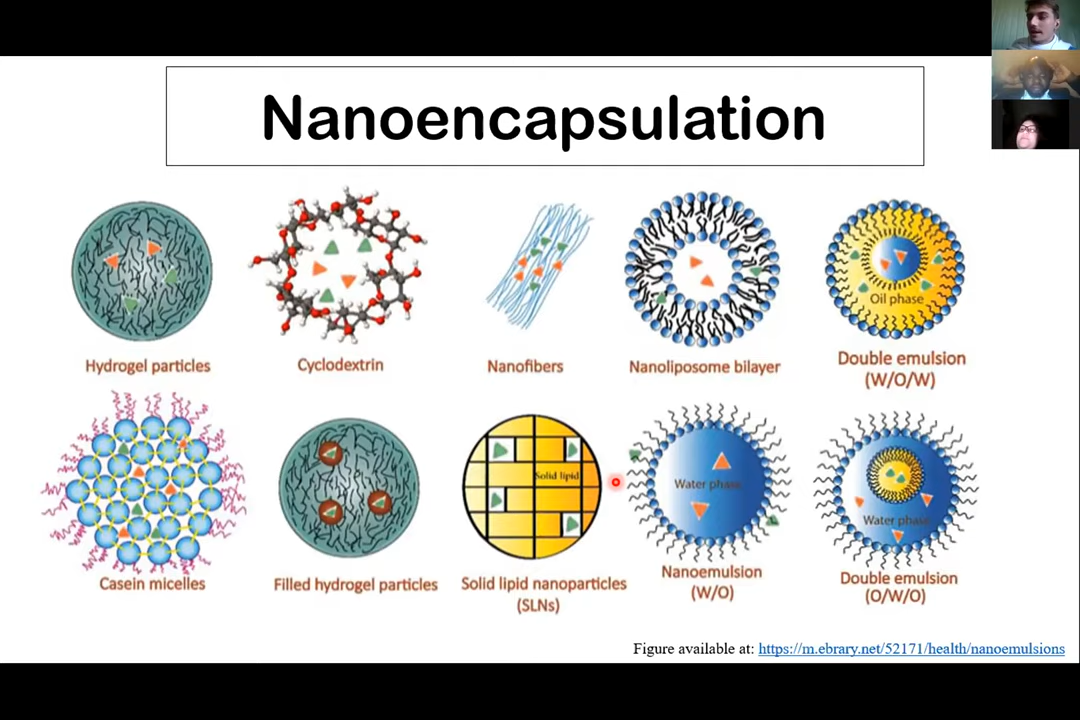 Nanoencapsulation
Hydrogel particles
Cyclodextrin
Nanofibers
Nanoliposome bilayer
Oil phase
Double emulsion
(W/O/W)
Casein micelles
Filled hydrogel particles
Solid lipid
Solid lipid nanoparticles
(SLNs)
Water phase
Nanoemulsion
(W/O)
Water phase
Double emulsion
(O/W/O)
Figure available at: https://m.ebrary.net/52171/health/nanoemulsions